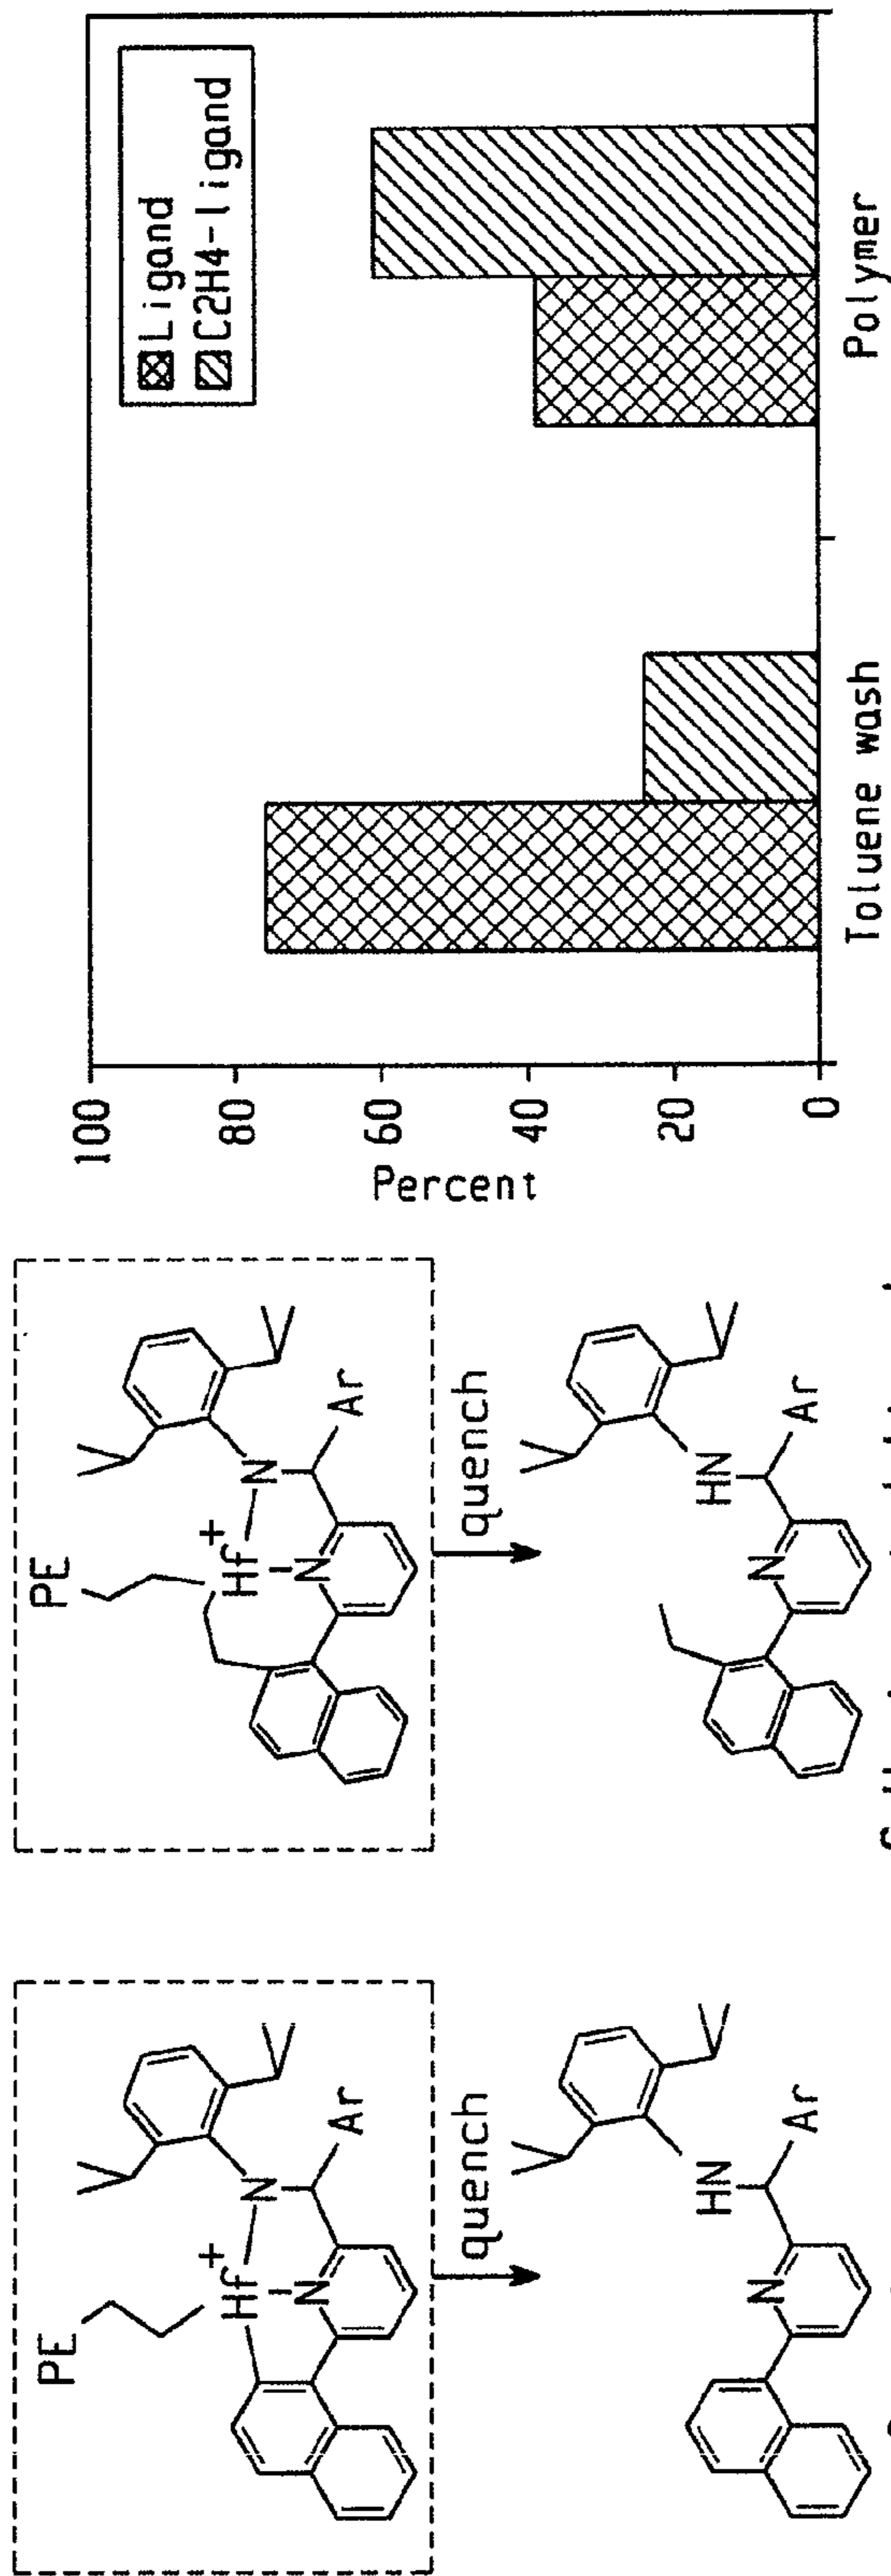 PE
Hf
+
N
N
Ar
quench
HN
N
Ar
PE
Hf
+
N
N
Ar
quench
HN
N
Ar
Percent
100
80
60
40
20
0
Ligand
C2H4-ligand
Toluene wash
Polymer